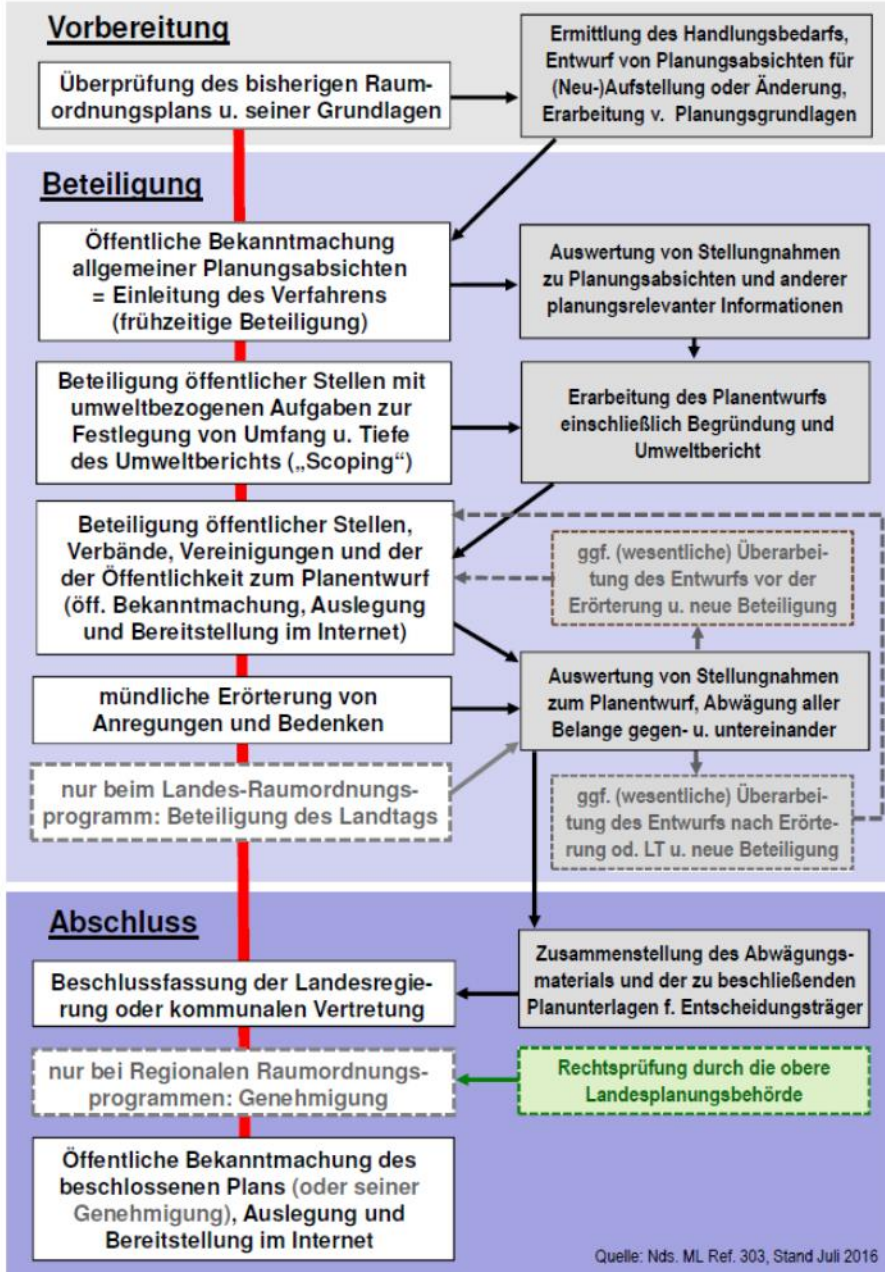 Vorbereitung
Überprüfung des bisherigen Raum-
ordnungsplans u. seiner Grundlagen
Ermittlung des Handlungsbedarfs,
Entwurf von Planungsabsichten für
(Neu-)Aufstellung oder Änderung,
Erarbeitung v. Planungsgrundlagen
Beteiligung
Öffentliche Bekanntmachung
allgemeiner Planungsabsichten
= Einleitung des Verfahrens
(frühzeitige Beteiligung)
Auswertung von Stellungnahmen
zu Planungsabsichten und anderer
planungsrelevanter Informationen
Beteiligung öffentlicher Stellen mit
umweltbezogenen Aufgaben zur
Festlegung von Umfang u. Tiefe
des Umweltberichts („Scoping“)
Erarbeitung des Planentwurfs
einschließlich Begründung und
Umweltbericht
Beteiligung öffentlicher Stellen,
Verbände, Vereinigungen und der
der Öffentlichkeit zum Planentwurf
(öff. Bekanntmachung, Auslegung
und Bereitstellung im Internet)
ggf. (wesentliche) Überarbei-
tung des Entwurfs vor der
Erörterung u. neue Beteiligung
mündliche Erörterung von
Anregungen und Bedenken
Auswertung von Stellungnahmen
zum Planentwurf, Abwägung aller
Belange gegen- u. untereinander
nur beim Landes-Raumordnungs-
programm: Beteiligung des Landtags
ggf. (wesentliche) Überarbei-
tung des Entwurfs nach Erörte-
rung od. LT u. neue Beteiligung
Abschluss
Beschlussfassung der Landesregie-
rung oder kommunalen Vertretung
Zusammenstellung des Abwägungs-
materials und der zu beschließenden
Planunterlagen f. Entscheidungsträger
nur bei Regionalen Raumordnungs-
programmen: Genehmigung
Rechtsprüfung durch die obere
Landesplanungsbehörde
Öffentliche Bekanntmachung des
beschlossenen Plans (oder seiner
Genehmigung), Auslegung und
Bereitstellung im Internet
Quelle: Nds. ML Ref. 303, Stand Juli 2016